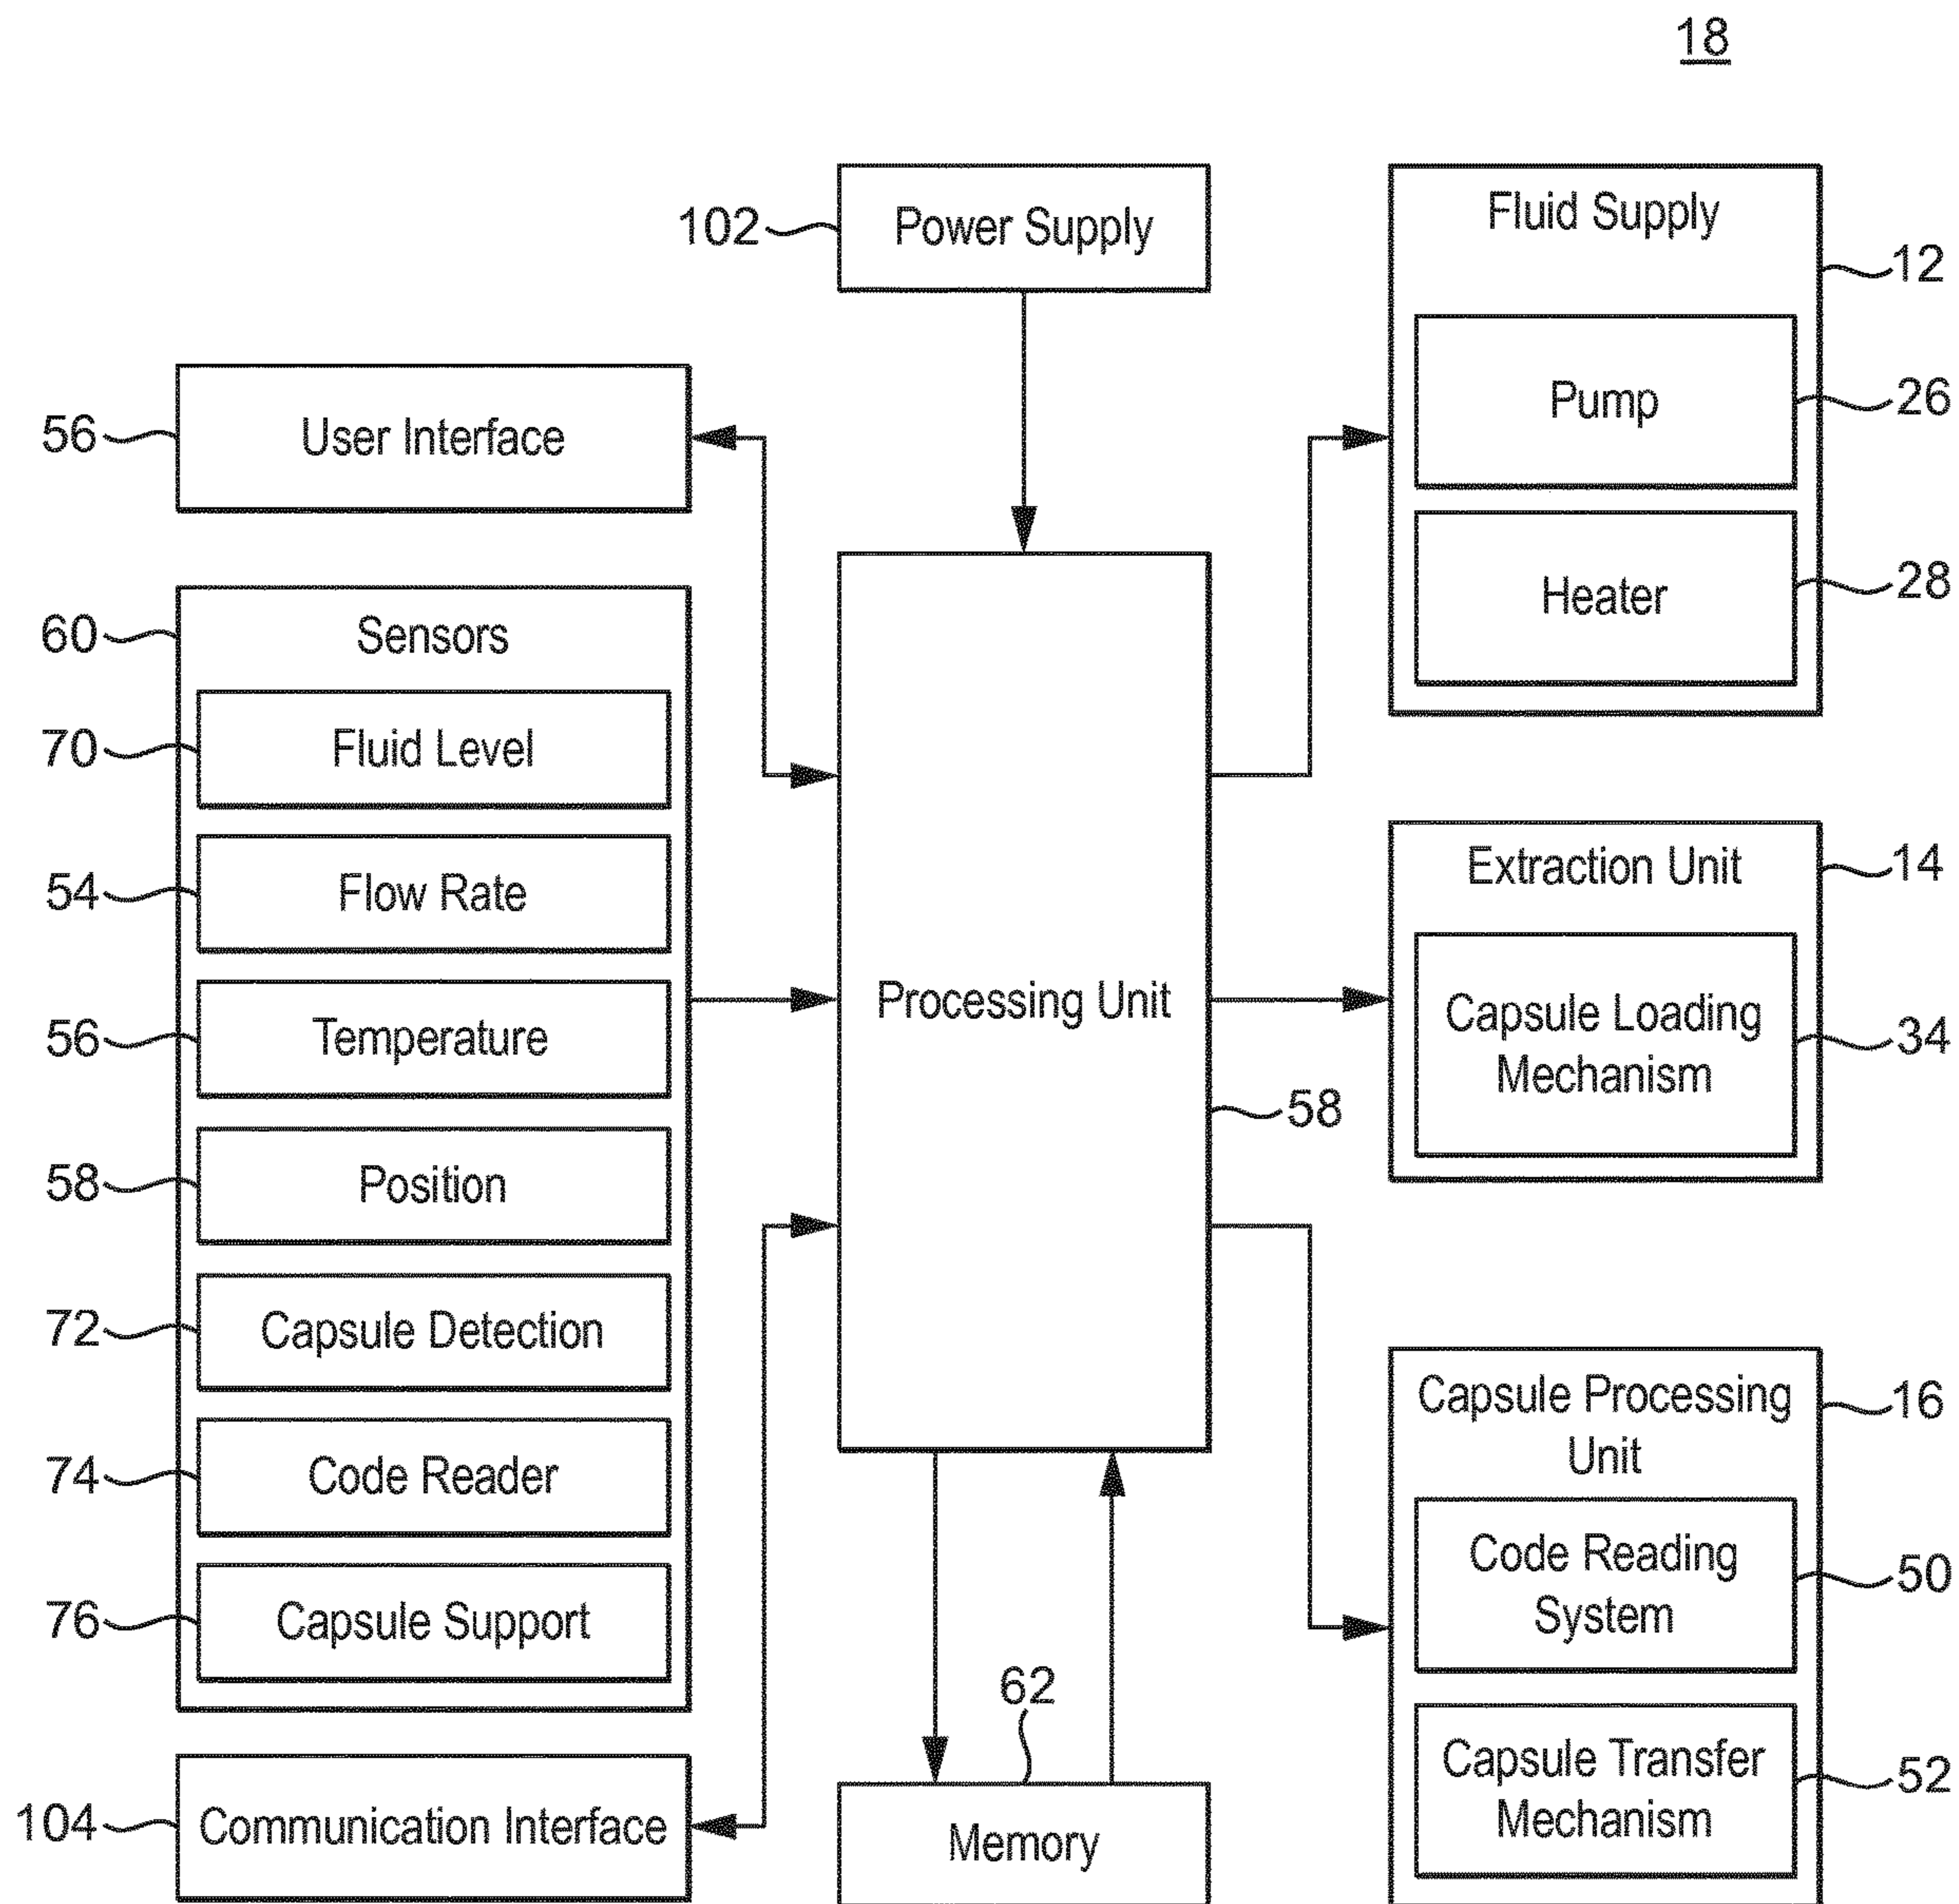 18
102
Power Supply
Fluid Supply
12
Pump
26
Heater
28
56
User Interface
60
Sensors
70
Fluid Level
54
Flow Rate
56
Temperature
58
Position
72
Capsule Detection
74
Code Reader
76
Capsule Support
104
Communication Interface
Processing Unit
58
62
Memory
Extraction Unit
14
Capsule Loading
Mechanism
34
Capsule Processing
Unit
16
Code Reading
System
50
Capsule Transfer
Mechanism
52